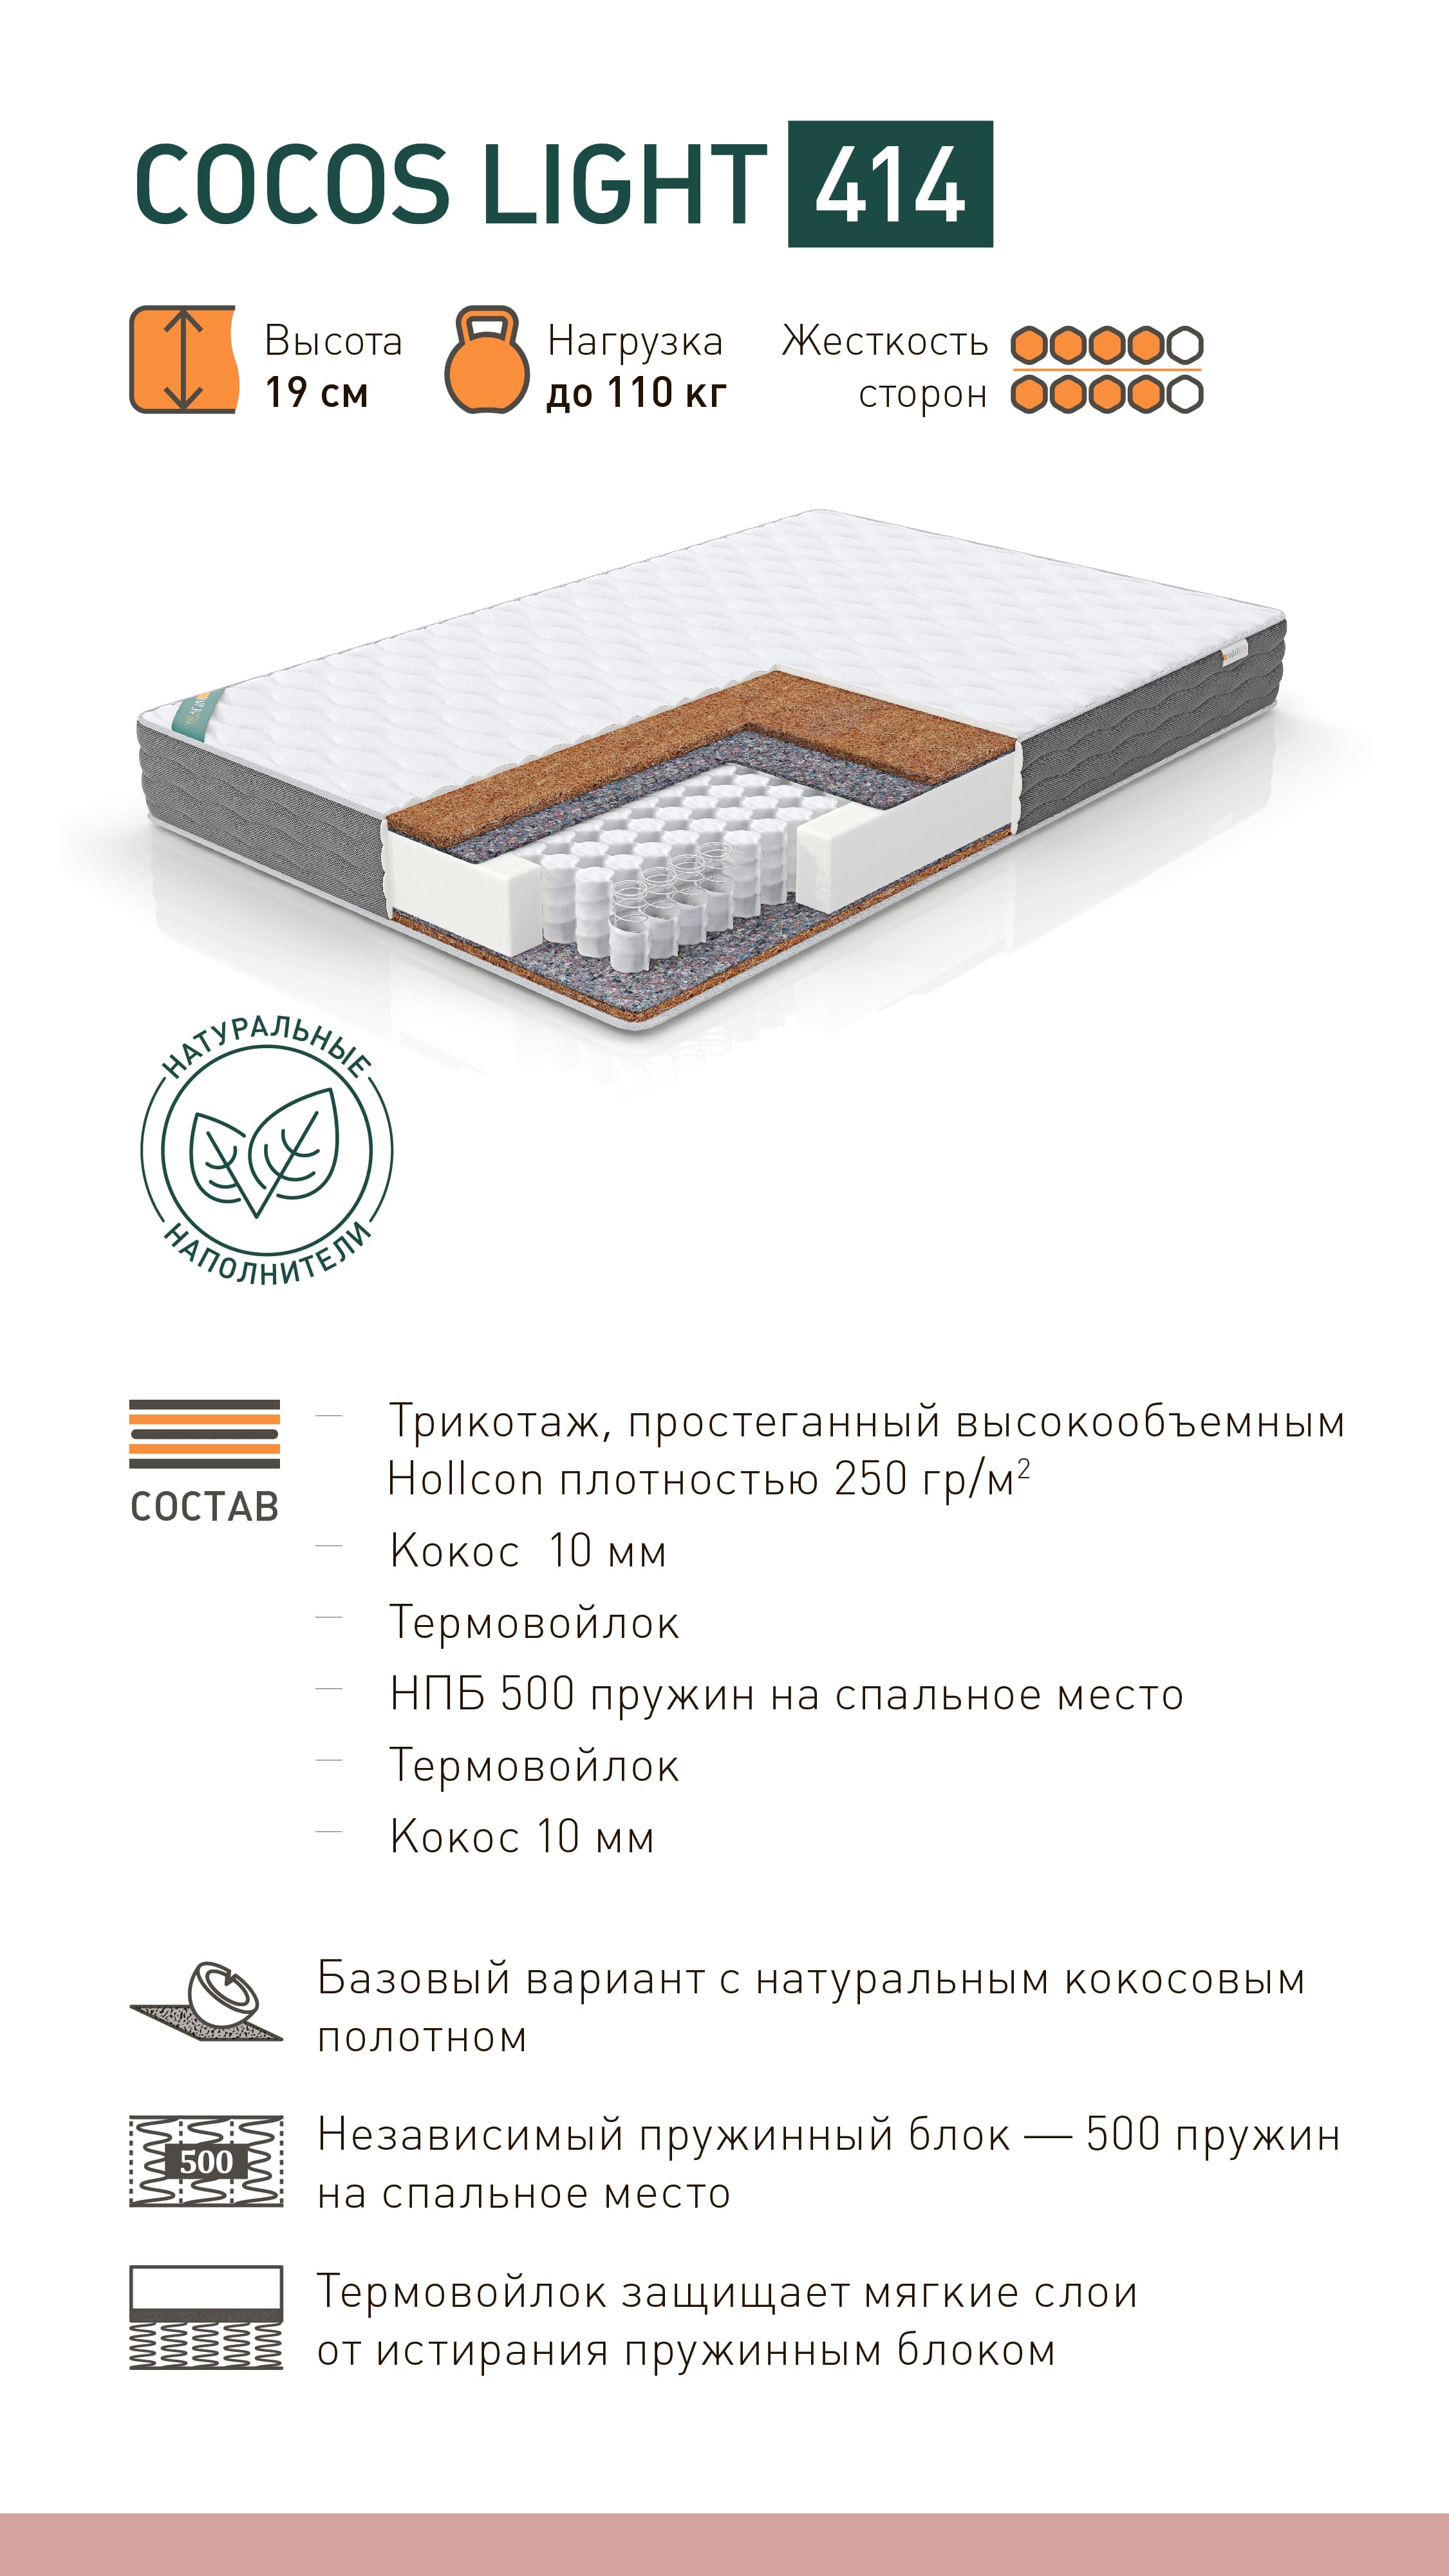 COCOS LIGHT 414
Высота
19 см
Нагрузка
до 110 кг
Жесткость
сторон
НАТУРАЛЬНЫЕ
НАПОЛНИТЕЛИ
СОСТАВ
— Трикотаж, простеганный высокообъемным
Hollcon плотностью 250 гр/м²
— Кокос 10 мм
— Термовойлок
— НПБ 500 пружин на спальное место
— Термовойлок
— Кокос 10 мм
Базовый вариант с натуральным кокосовым
полотном
500
Независимый пружинный блок — 500 пружин
на спальное место
Термовойлок защищает мягкие слои
от истирания пружинным блоком